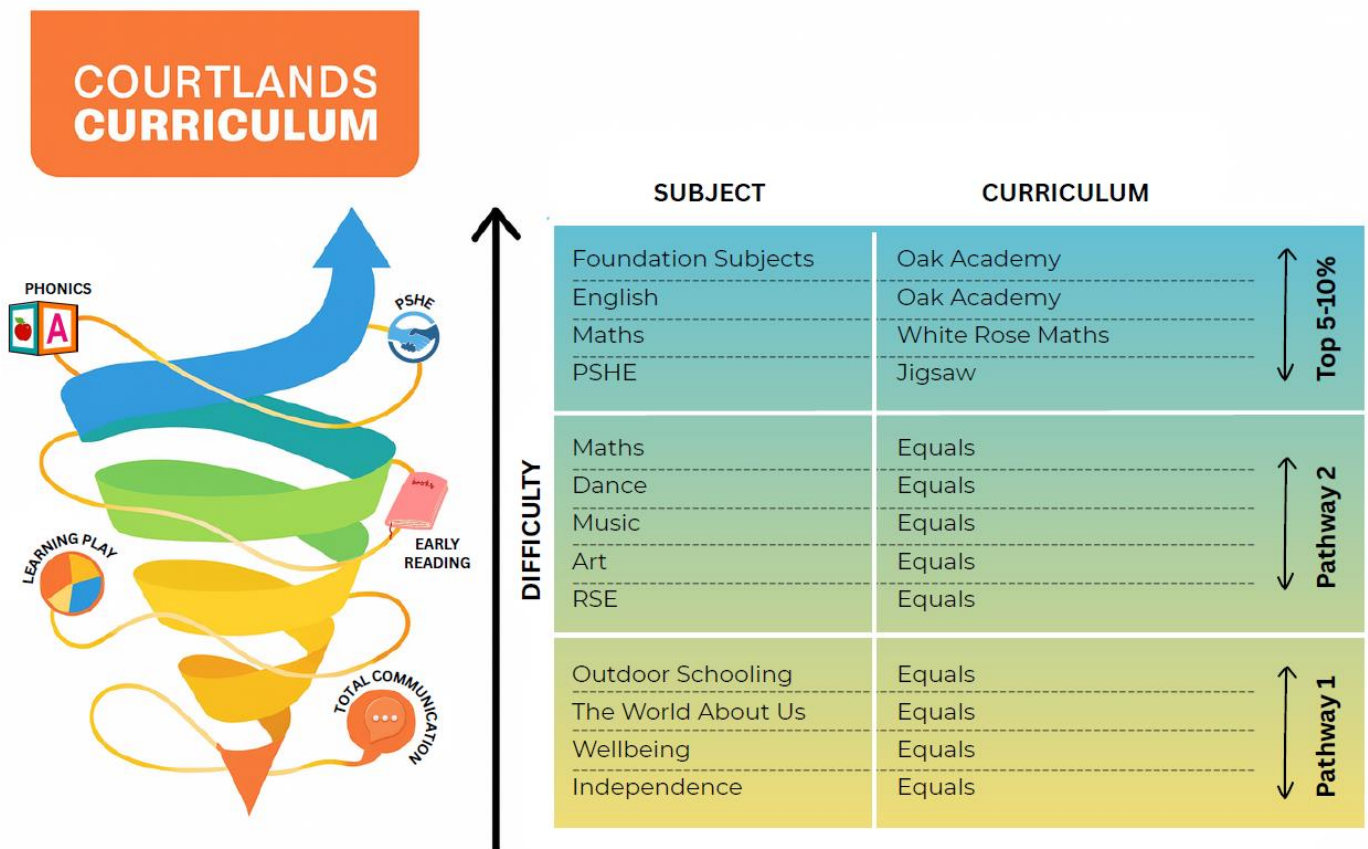 COURTLANDS
CURRICULUM
SUBJECT
CURRICULUM
PHONICS
A
PSHE
books
EARLY
READING
LEARNING PLAY
TOTAL COMMUNICATION
DIFFICULTY
Foundation Subjects
Oak Academy
English
Oak Academy
Maths
White Rose Maths
PSHE
Jigsaw
Top 5-10%
Maths
Equals
Dance
Equals
Music
Equals
Art
Equals
RSE
Equals
Pathway 2
Outdoor Schooling
Equals
The World About Us
Equals
Wellbeing
Equals
Independence
Equals
Pathway 1